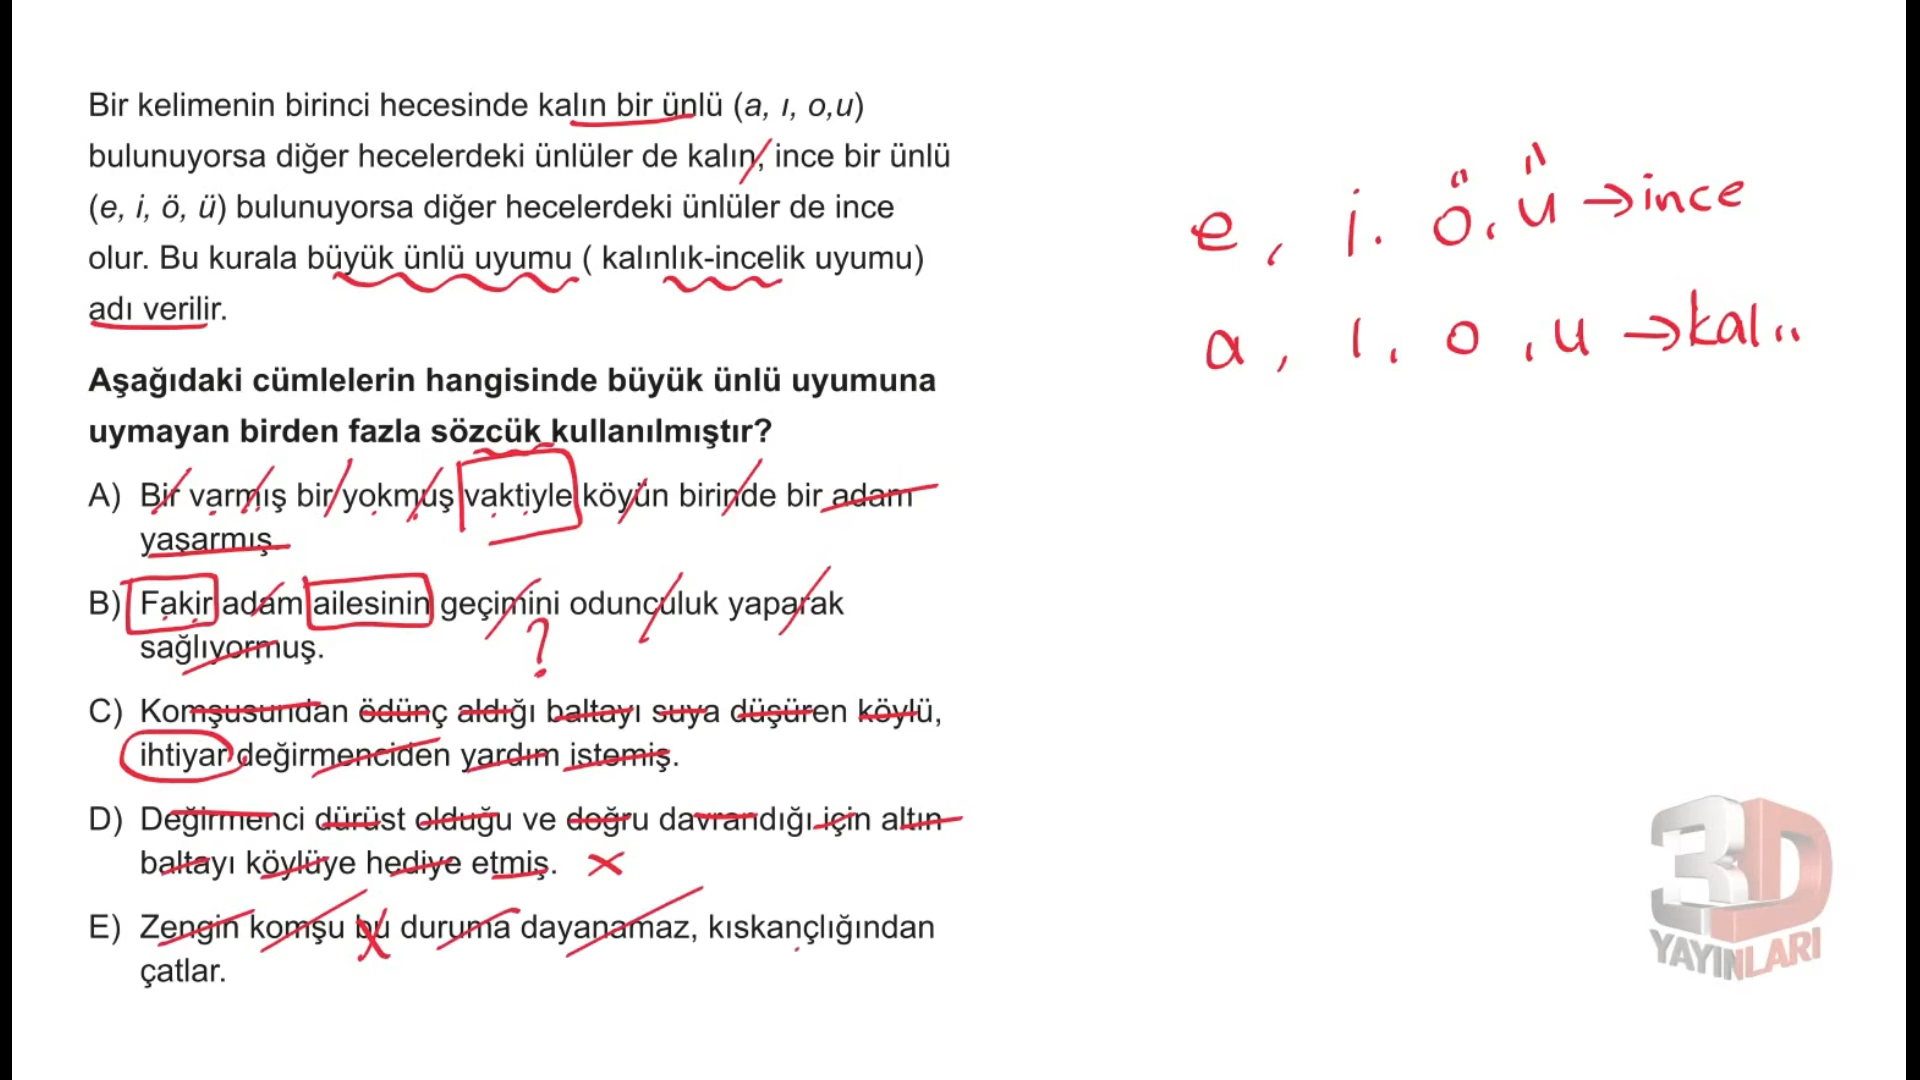 Bir kelimenin birinci hecesinde kalın bir ünlü (a, ı, o,u)
bulunuyorsa diğer hecelerdeki ünlüler de kalın, ince bir ünlü
(e, i, ö, ü) bulunuyorsa diğer hecelerdeki ünlüler de ince
olur. Bu kurala büyük ünlü uyumu ( kalınlık-incelik uyumu)
adı verilir.
Aşağıdaki cümlelerin hangisinde büyük ünlü uyumuna
uymayan birden fazla sözcük kullanılmıştır?
A) Bir varmış bir yokmuş vaktiyle köyün birinde bir adam
yaşarmış.
B) Fakir adam ailesinin geçimini odunculuk yaparak
sağlıyormuş.
?
C) Komşusundan ödünç aldığı baltayı suya düşüren köylü,
ihtiyar değirmenciden yardım istemiş.
D) Değirmenci dürüst olduğu ve doğru davrandığı için altın
baltayı köylüye hediye etmiş.
E) Zengin komşu bu duruma dayanamaz, kıskançlığından
çatlar.
e, i. ö, ü → ince
a, ı, o, u → kal
3D
YAYINLARI